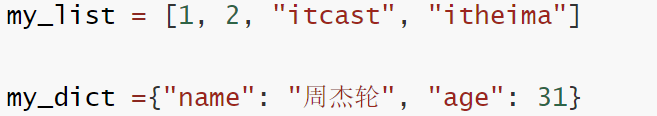 my_list = [1, 2, "itcast", "itheima"]
my_dict ={"name": "周杰轮", "age": 31}